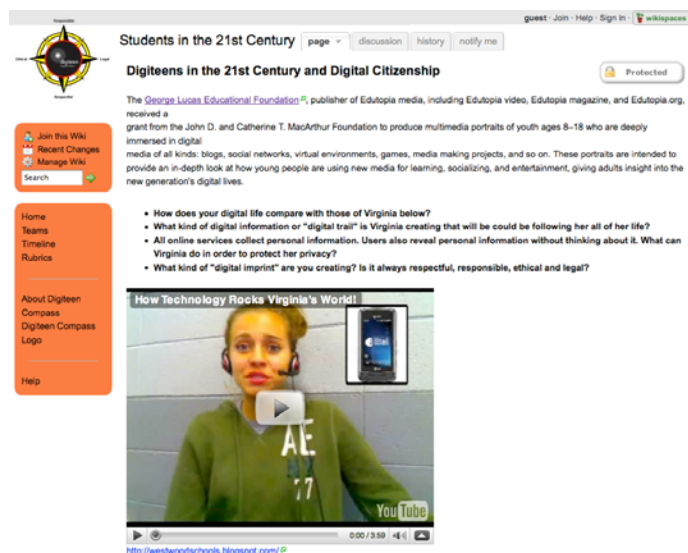 guest · Join · Help · Sign In · wikispaces
Responsible
Ethical
digiteen
Legal
Respectful
Students in the 21st Century
page
discussion
history
notify me
Digiteens in the 21st Century and Digital Citizenship
Protected
The George Lucas Educational Foundation, publisher of Edutopia media, including Edutopia video, Edutopia magazine, and Edutopia.org,
received a
grant from the John D. and Catherine T. MacArthur Foundation to produce multimedia portraits of youth ages 8–18 who are deeply
immersed in digital
media of all kinds: blogs, social networks, virtual environments, games, media making projects, and so on. These portraits are intended to
provide an in-depth look at how young people are using new media for learning, socializing, and entertainment, giving adults insight into the
new generation's digital lives.
Join this Wiki
Recent Changes
Manage Wiki
Search
Home
Teams
Timeline
Rubrics
About Digiteen
Compass
Digiteen Compass
Logo
Help
• How does your digital life compare with those of Virginia below?
• What kind of digital information or "digital trail" is Virginia creating that will be could be following her all of her life?
• All online services collect personal information. Users also reveal personal information without thinking about it. What can
Virginia do in order to protect her privacy?
• What kind of "digital imprint" are you creating? Is it always respectful, responsible, ethical and legal?
How Technology Rocks Virginia's World!
AE
77
YouTube
0:00 / 3:59
http://westwoodschools.blogspot.com/